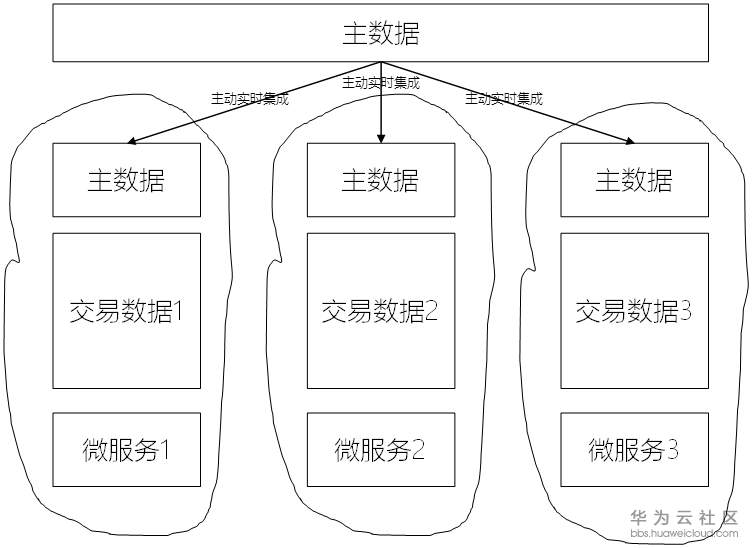 主数据
主动实时集成
主动实时集成
主动实时集成
主数据
主数据
主数据
交易数据1
交易数据2
交易数据3
微服务1
微服务2
微服务3
华为云社区
bbs.huaweicloud.com